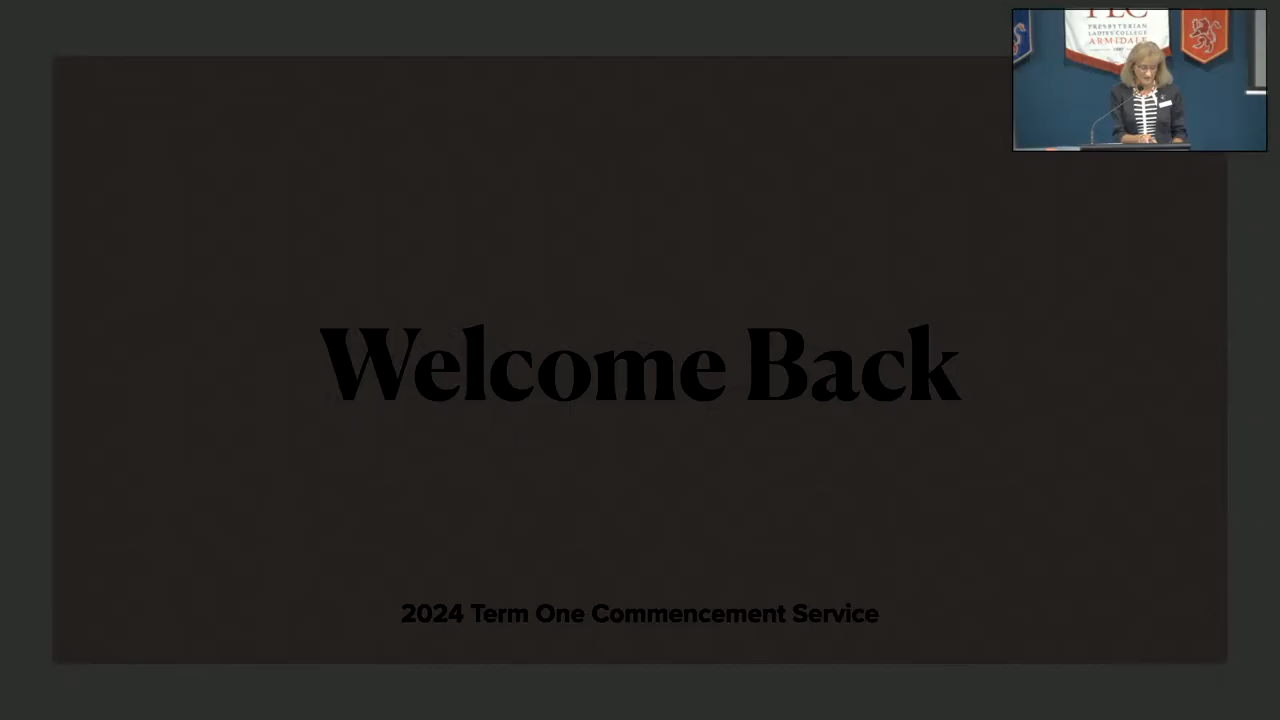 PLC
PRESBYTERIAN
LADIES COLLEGE
ARMIDALE
Welcome Back
2024 Term One Commencement Service